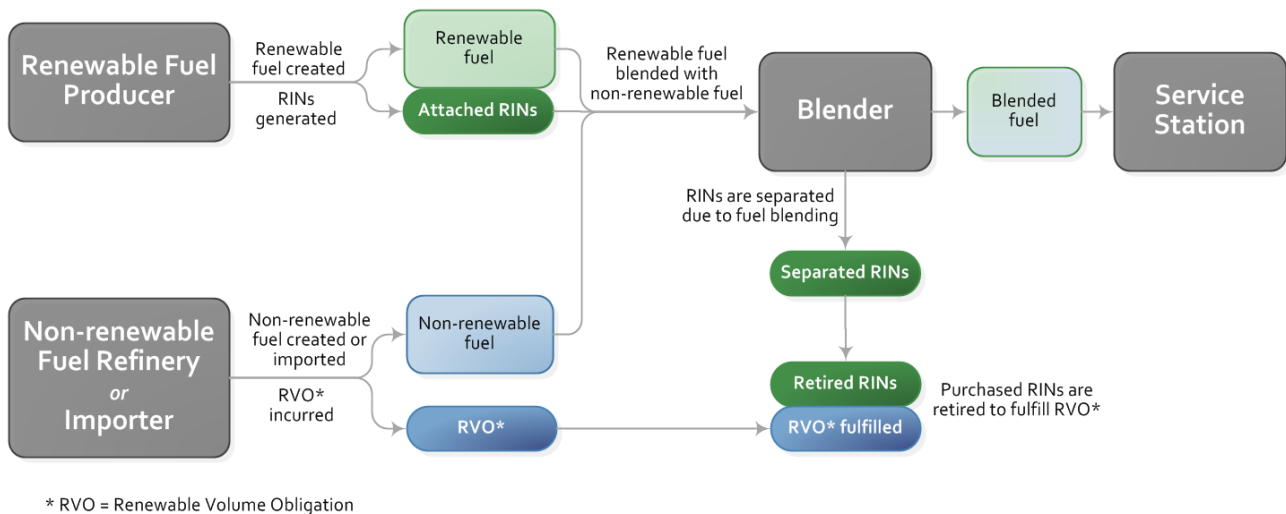 Renewable Fuel
Producer
Renewable
fuel created
RINs
generated
Renewable
fuel
Attached RINs
Renewable fuel
blended with
non-renewable fuel
Blender
Blended
fuel
Service
Station
RINs are separated
due to fuel blending
Separated RINs
Non-renewable
Fuel Refinery
or
Importer
Non-renewable
fuel created or
imported
RVO*
incurred
Non-renewable
fuel
RVO*
Retired RINs
RVO* fulfilled
Purchased RINs are
retired to fulfill RVO*
* RVO = Renewable Volume Obligation